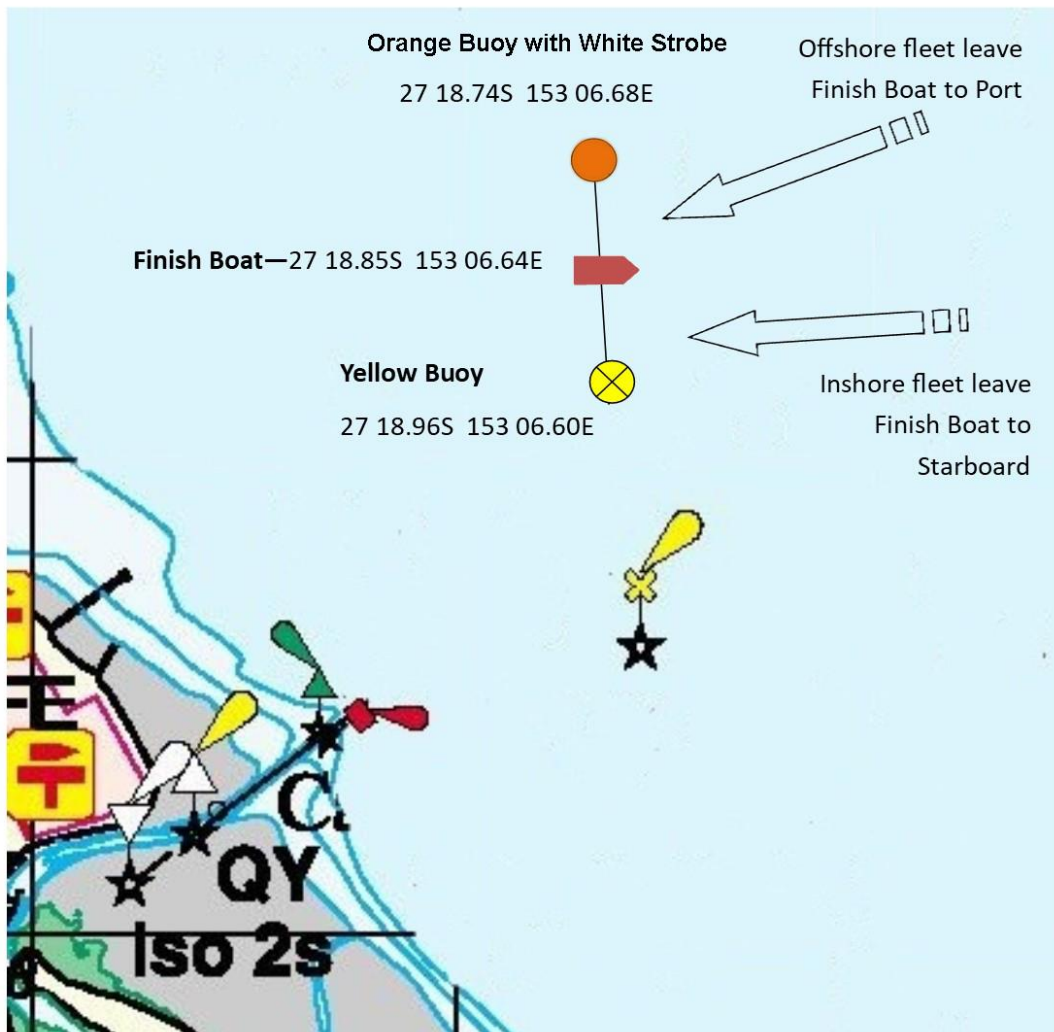 Orange Buoy with White Strobe
27 18.74S 153 06.68E
Offshore fleet leave
Finish Boat to Port
Finish Boat—27 18.85S 153 06.64E
Yellow Buoy
27 18.96S 153 06.60E
Inshore fleet leave
Finish Boat to
Starboard
QY
Iso 2s